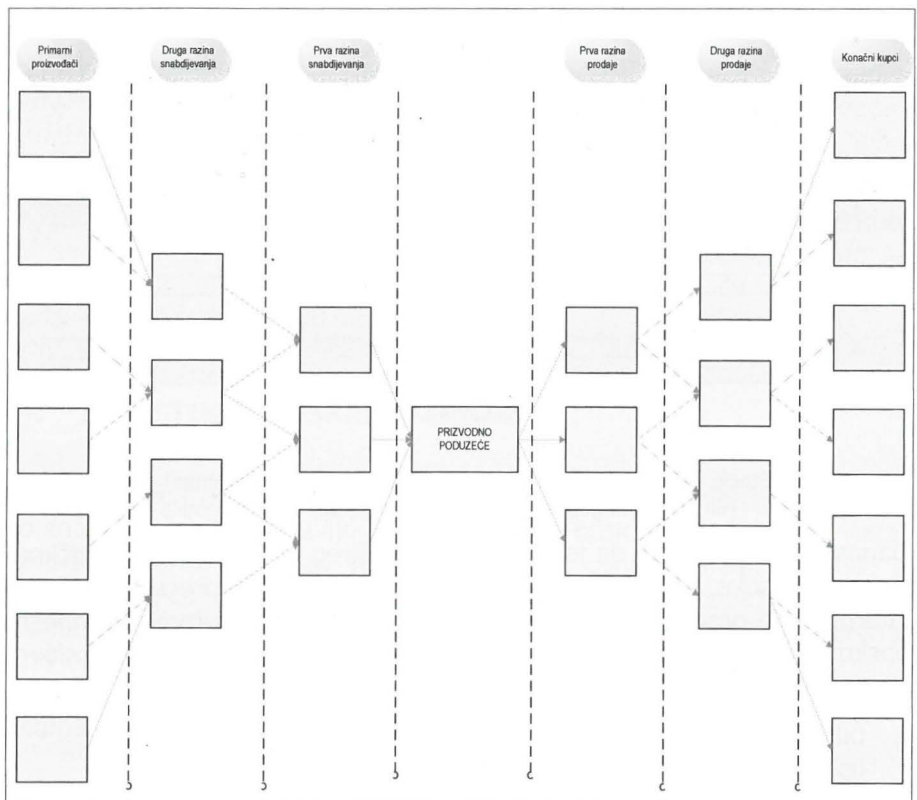 Primarni
proizvođači
Druga razina
snabdijevanja
Prva razina
snabdijevanja
Prva razina
prodaje
Druga razina
prodaje
Konačni kupci
PRIZVODNO
PODUZEĆE